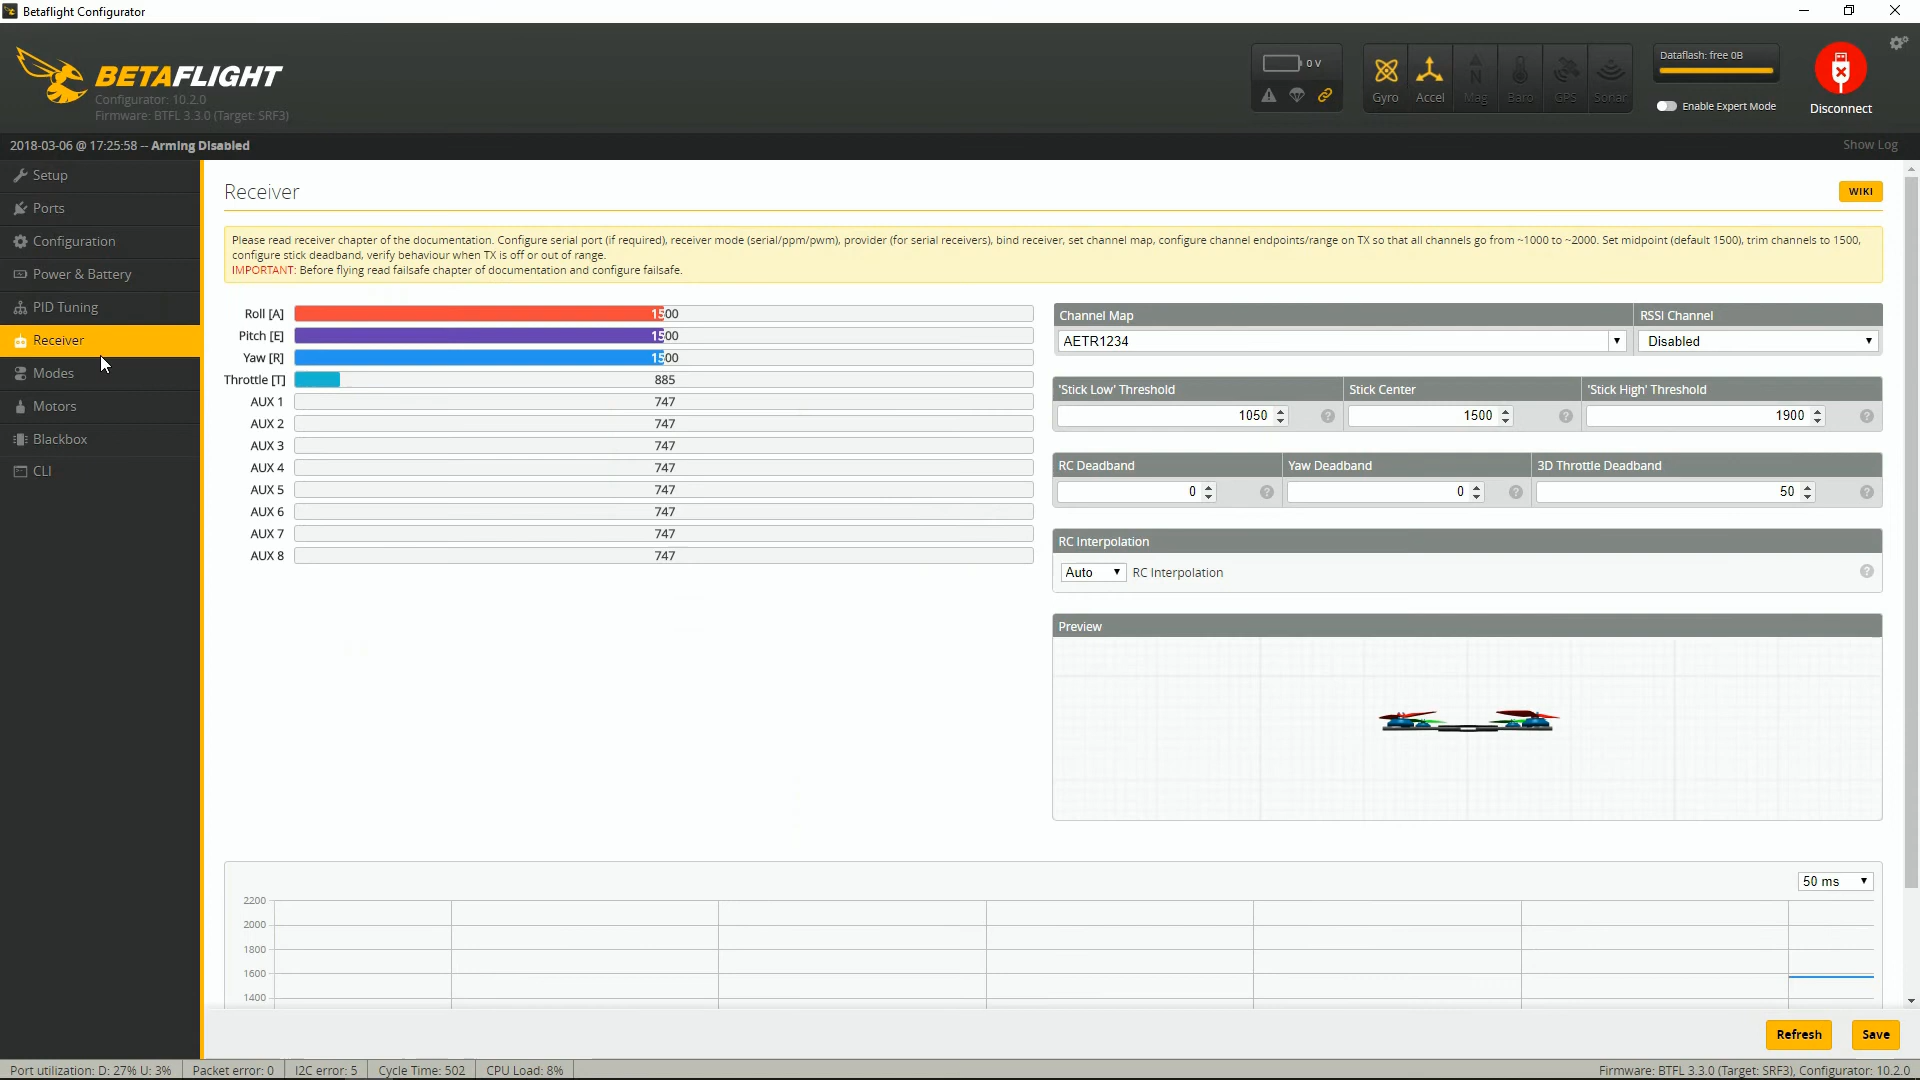 Betaflight Configurator
BETAFLIGHT
Configurator: 10.2.0
Firmware: BTFL 3.3.0 (Target: SRF3)
0 V
Gyro
Accel
Mag
Baro
GPS
Sonar
Dataflash: free 0B
Enable Expert Mode
Disconnect
2018-03-06 @ 17:25:58 -- Arming Disabled
Show Log
Setup
Ports
Configuration
Power & Battery
PID Tuning
Receiver
Modes
Motors
Blackbox
CLI
Receiver
WIKI
Please read receiver chapter of the documentation. Configure serial port (if required), receiver mode (serial/ppm/pwm), provider (for serial receivers), bind receiver, set channel map, configure channel endpoints/range on TX so that all channels go from ~1000 to ~2000. Set midpoint (default 1500), trim channels to 1500,
configure stick deadband, verify behaviour when TX is off or out of range.
IMPORTANT: Before flying read failsafe chapter of documentation and configure failsafe.
Roll [A] 1500
Pitch [E] 1500
Yaw [R] 1500
Throttle [T] 885
AUX 1 747
AUX 2 747
AUX 3 747
AUX 4 747
AUX 5 747
AUX 6 747
AUX 7 747
AUX 8 747
Channel Map
RSSI Channel
AETR1234
Disabled
'Stick Low' Threshold
Stick Center
'Stick High' Threshold
1050
1500
1900
RC Deadband
Yaw Deadband
3D Throttle Deadband
0
0
50
RC Interpolation
Auto
RC Interpolation
Preview
50 ms
2200
2000
1800
1600
1400
Refresh
Save
Port utilization: D: 27% U: 3%
Packet error: 0
I2C error: 5
Cycle Time: 502
CPU Load: 8%
Firmware: BTFL 3.3.0 (Target: SRF3), Configurator: 10.2.0